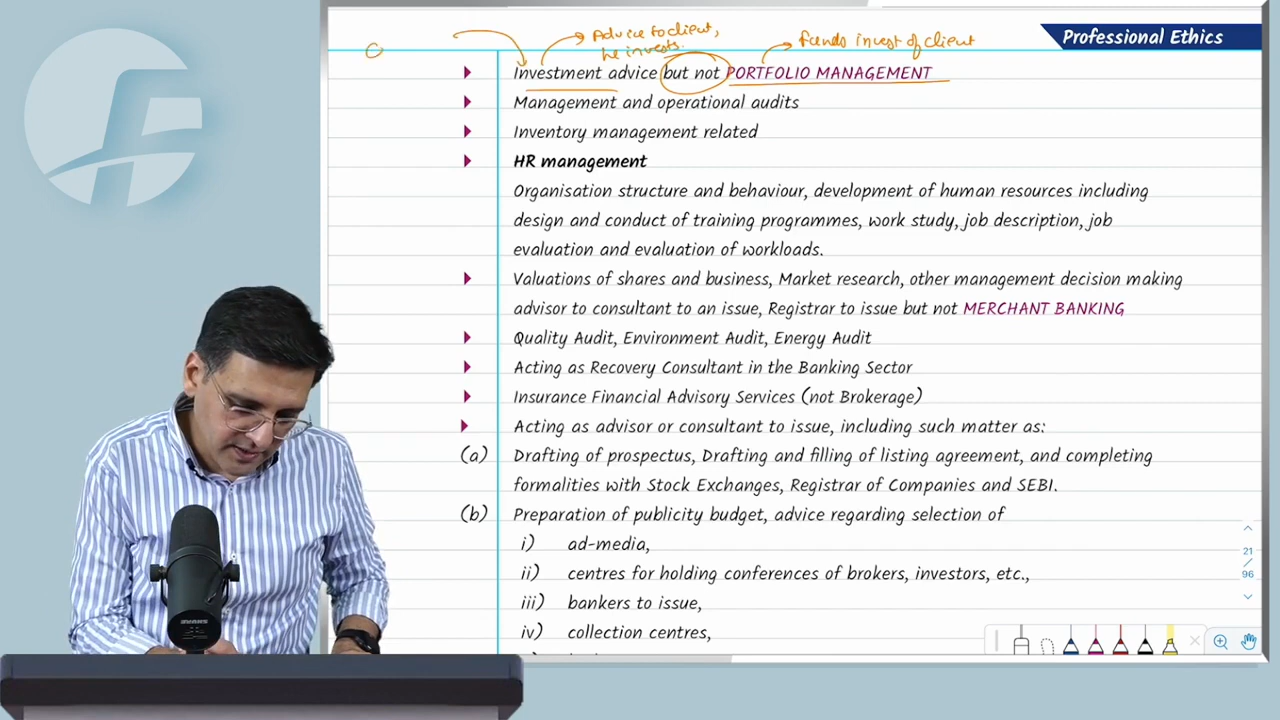 Advice to client,
he invests.
funds invest of client
Professional Ethics
Investment advice but not PORTFOLIO MANAGEMENT
Management and operational audits
Inventory management related
HR management
Organisation structure and behaviour, development of human resources including
design and conduct of training programmes, work study, job description, job
evaluation and evaluation of workloads.
Valuations of shares and business, Market research, other management decision making
advisor to consultant to an issue, Registrar to issue but not MERCHANT BANKING
Quality Audit, Environment Audit, Energy Audit
Acting as Recovery Consultant in the Banking Sector
Insurance Financial Advisory Services (not Brokerage)
Acting as advisor or consultant to issue, including such matter as:
(a) Drafting of prospectus, Drafting and filling of listing agreement, and completing
formalities with Stock Exchanges, Registrar of Companies and SEBI.
(b) Preparation of publicity budget, advice regarding selection of
i) ad-media,
ii) centres for holding conferences of brokers, investors, etc.,
iii) bankers to issue,
iv) collection centres,
21
/
96